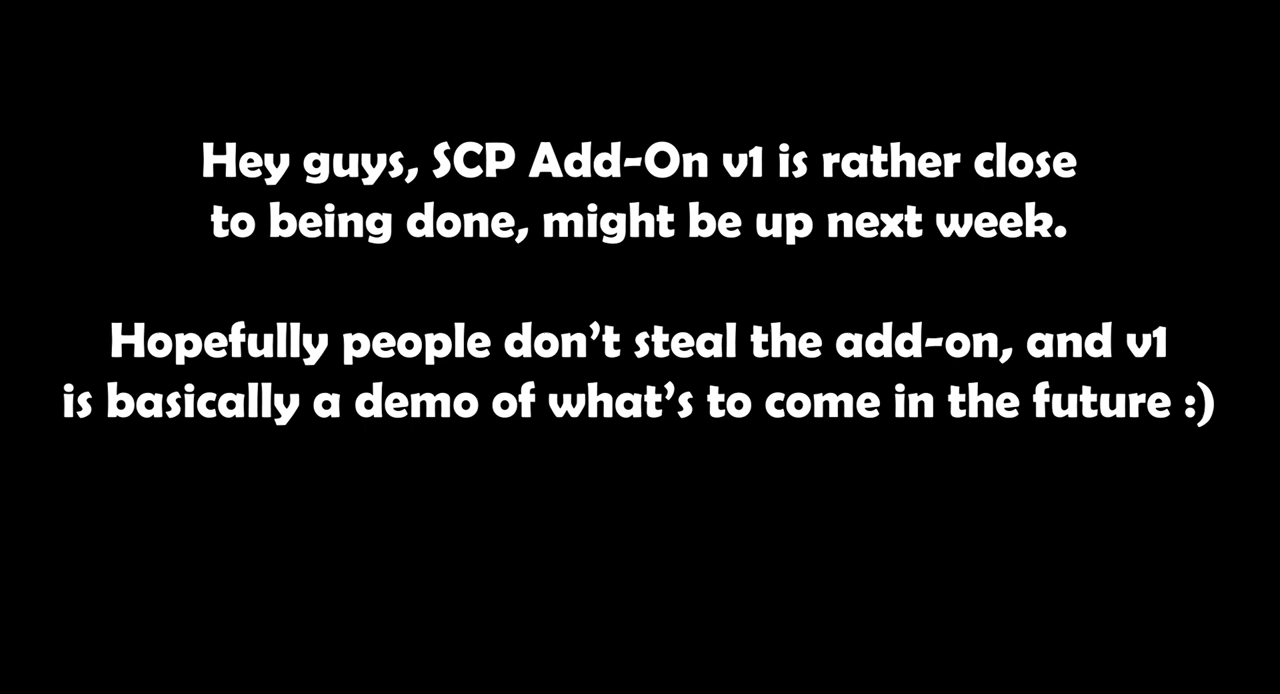 Hey guys, SCP Add-On v1 is rather close
to being done, might be up next week.
Hopefully people don’t steal the add-on, and v1
is basically a demo of what’s to come in the future :)